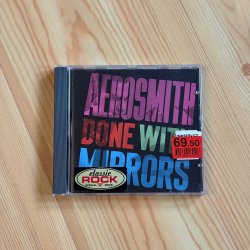 AEROSMITH
DONE WITH
69.50
MIRRORS
classic
ROCK